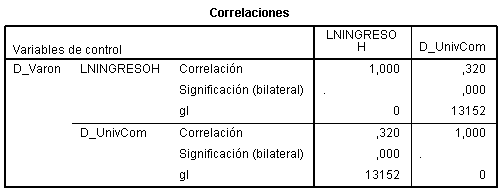 Correlaciones
Variables de control LNINGRESO
H D_UnivCom
D_Varon LNINGRESOH Correlación 1,000 ,320
Significación (bilateral) . ,000
gl 0 13152
D_UnivCom Correlación ,320 1,000
Significación (bilateral) ,000 .
gl 13152 0